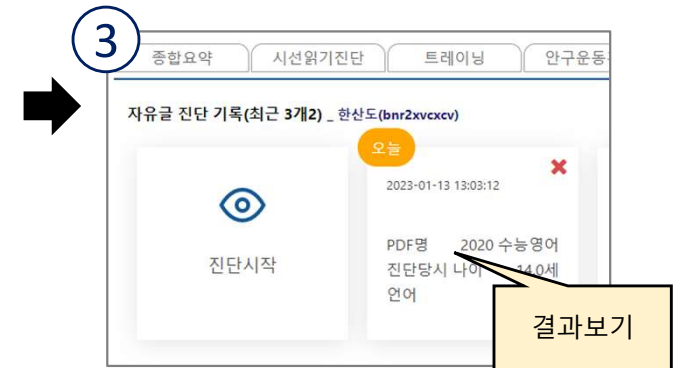 3
종합요약 시선읽기진단 트레이닝 안구운동
자유글 진단 기록(최근 3개2) _ 한산도(bnr2xvcxcv)
오늘
진단시작
2023-01-13 13:03:12
PDF명 2020 수능영어
진단당시 나이 14.0세
언어
결과보기